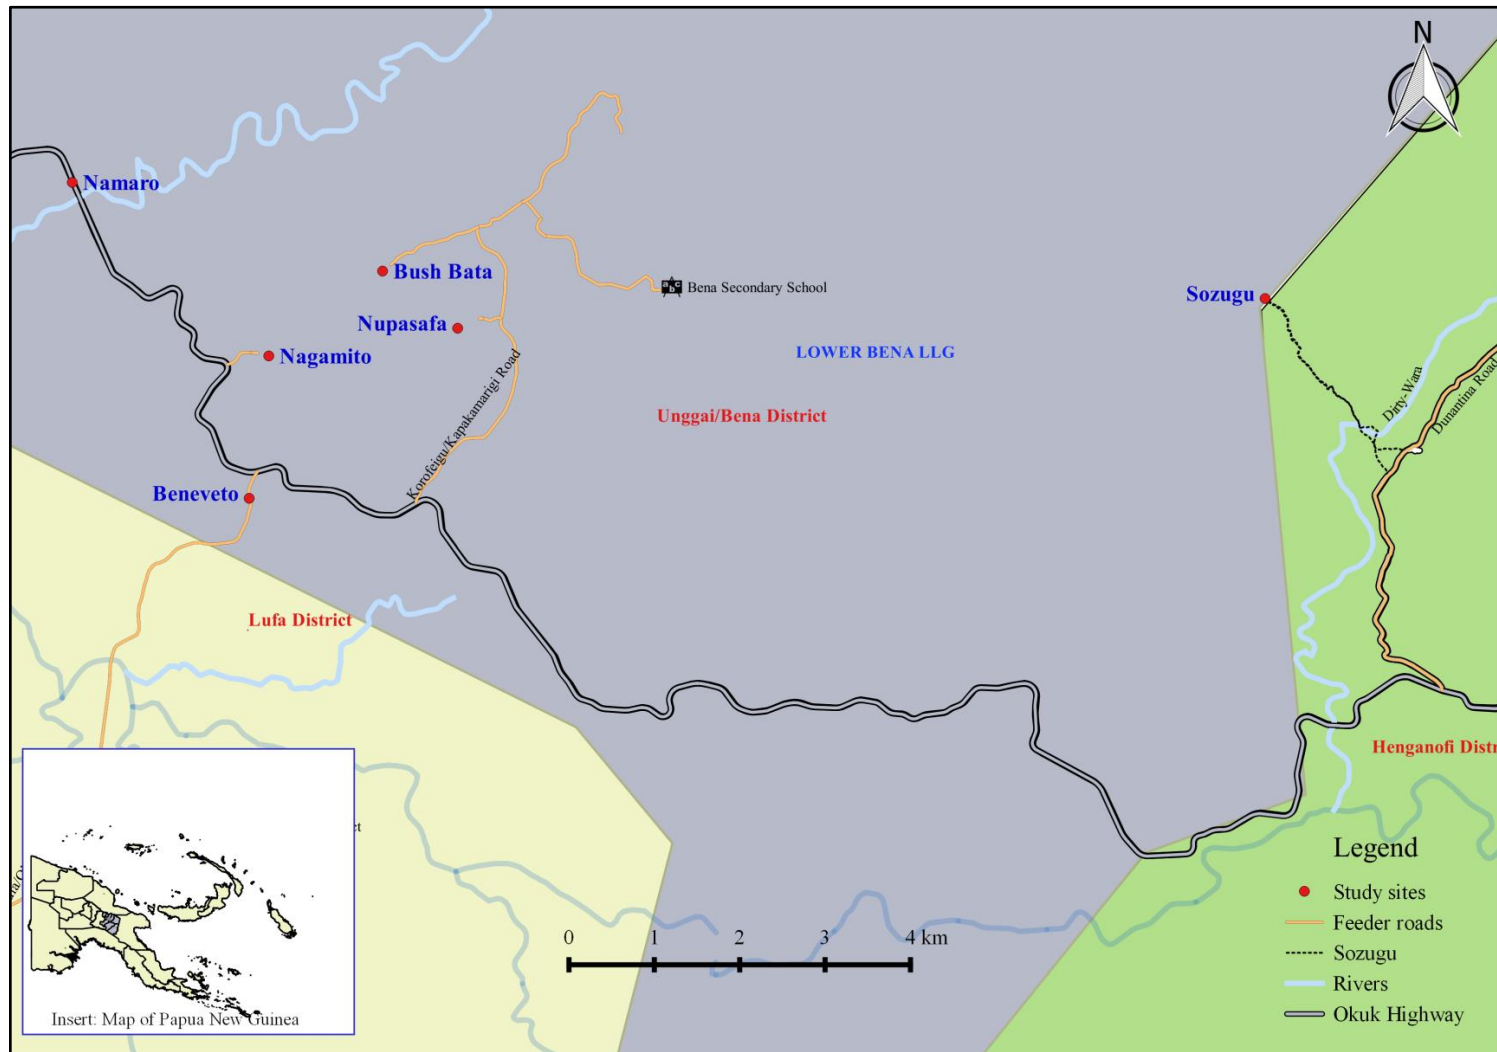 N
Namaro
Bush Bata
Bena Secondary School
Sozugu
Nupasafa
Nagamito
LOWER BENA LLG
Unggai/Bena District
Korofeigu/Kapakamarigi Road
Dirty-Wara
Dunantina Road
Beneveto
Lufa District
Henganofi Distr
Legend
Study sites
Feeder roads
Sozugu
Rivers
Okuk Highway
0 1 2 3 4 km
Insert: Map of Papua New Guinea